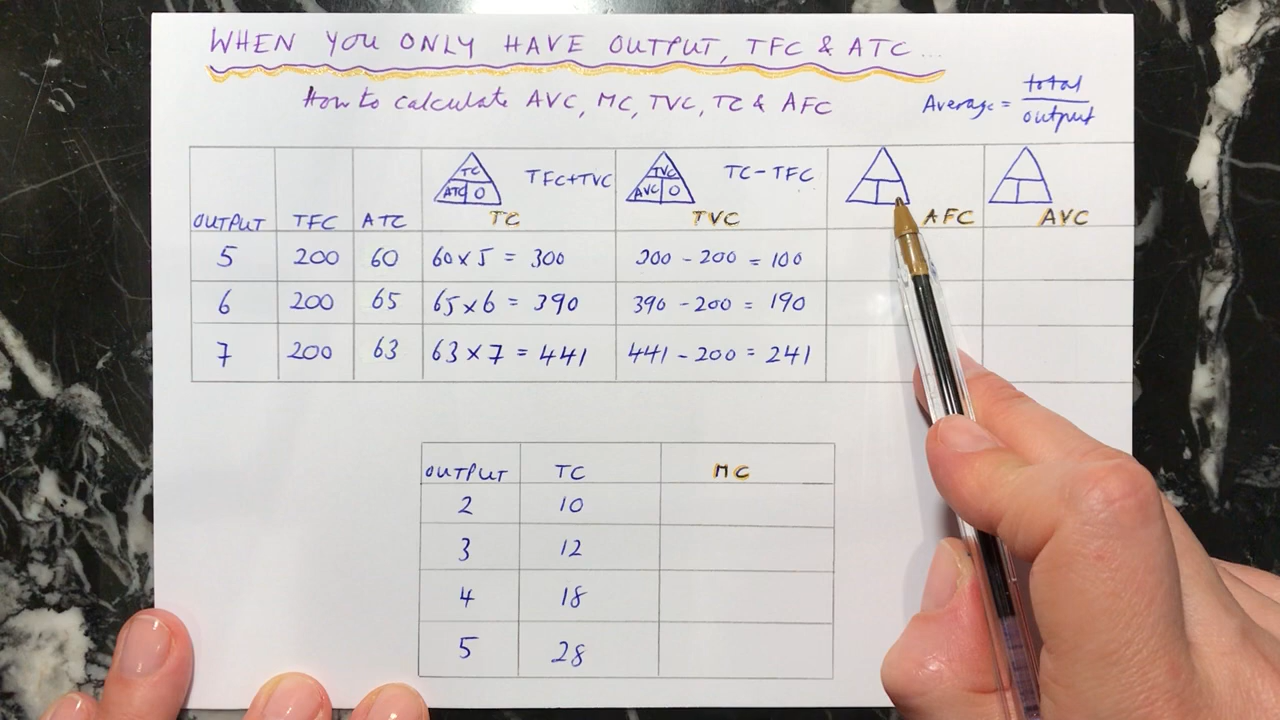 WHEN YOU ONLY HAVE OUTPUT, TFC & ATC...
How to calculate AVC, MC, TVC, TC & AFC
Average = total / output
TC ATC O TFC+TVC TVC AVC O TC-TFC
OUTPUT TFC ATC TC TVC AFC AVC
5 200 60 60 x 5 = 300 300 - 200 = 100
6 200 65 65 x 6 = 390 390 - 200 = 190
7 200 63 63 x 7 = 441 441 - 200 = 241
OUTPUT TC MC
2 10
3 12
4 18
5 28